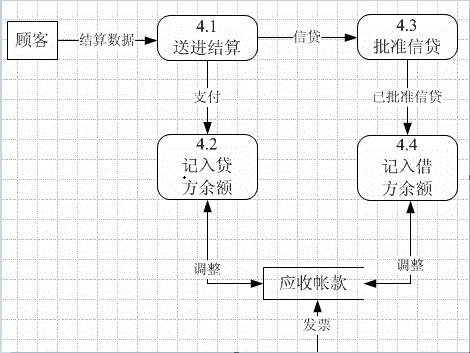 顾客
结算数据
4.1
送进结算
信贷
4.3
批准信贷
支付
已批准信贷
4.2
记入贷
方余额
4.4
记入借
方余额
调整
调整
应收帐款
发票